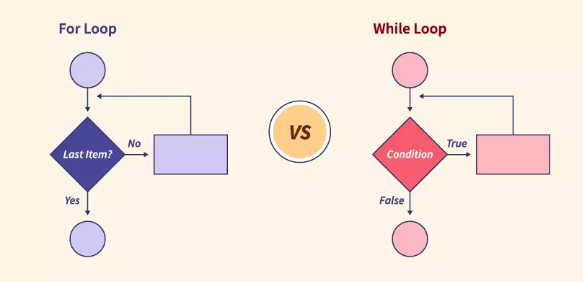 For Loop
While Loop
Last Item?
No
Yes
VS
Condition
True
False